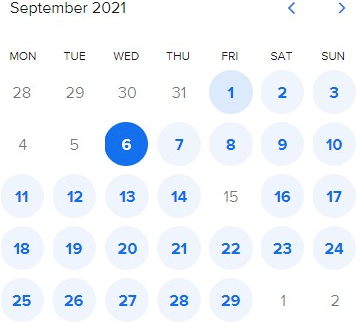 September 2021
MON TUE WED THU FRI SAT SUN
28 29 30 31 1 2 3
4 5 6 7 8 9 10
11 12 13 14 15 16 17
18 19 20 21 22 23 24
25 26 27 28 29 1 2